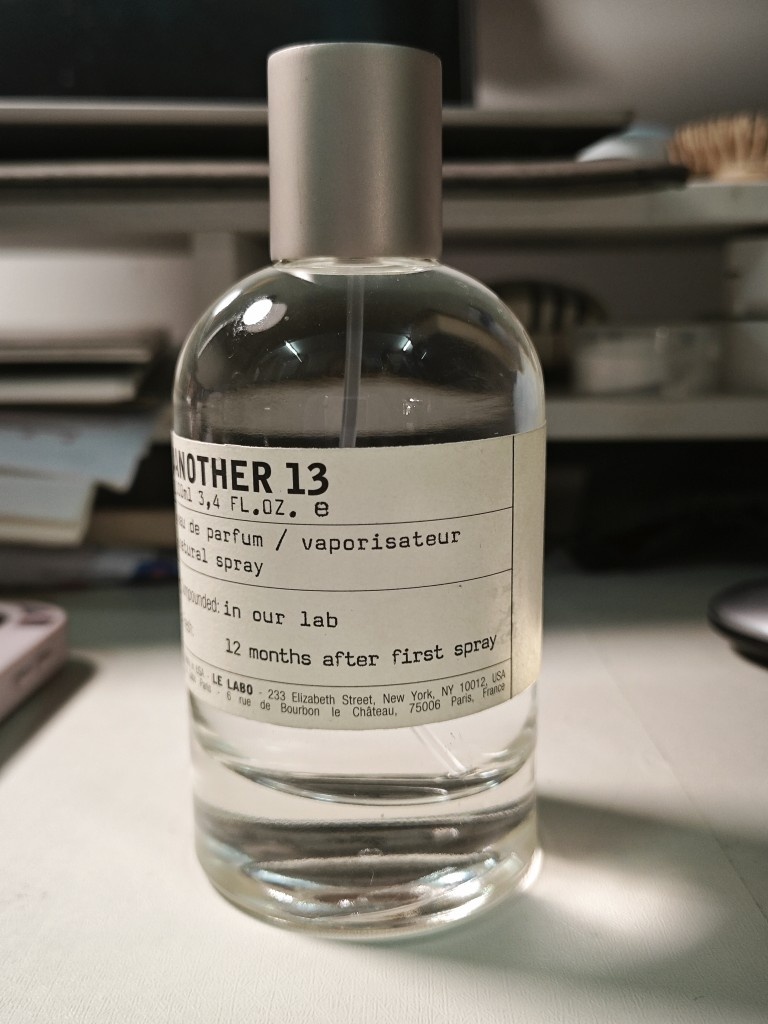 ANOTHER 13
3,4 FL.OZ. e
de parfum / vaporisateur
spray
in our lab
12 months after first spray
LE LABO - 233 Elizabeth Street, New York, NY 10012, USA
Paris - 6 rue de Bourbon le Château, 75006 Paris, France